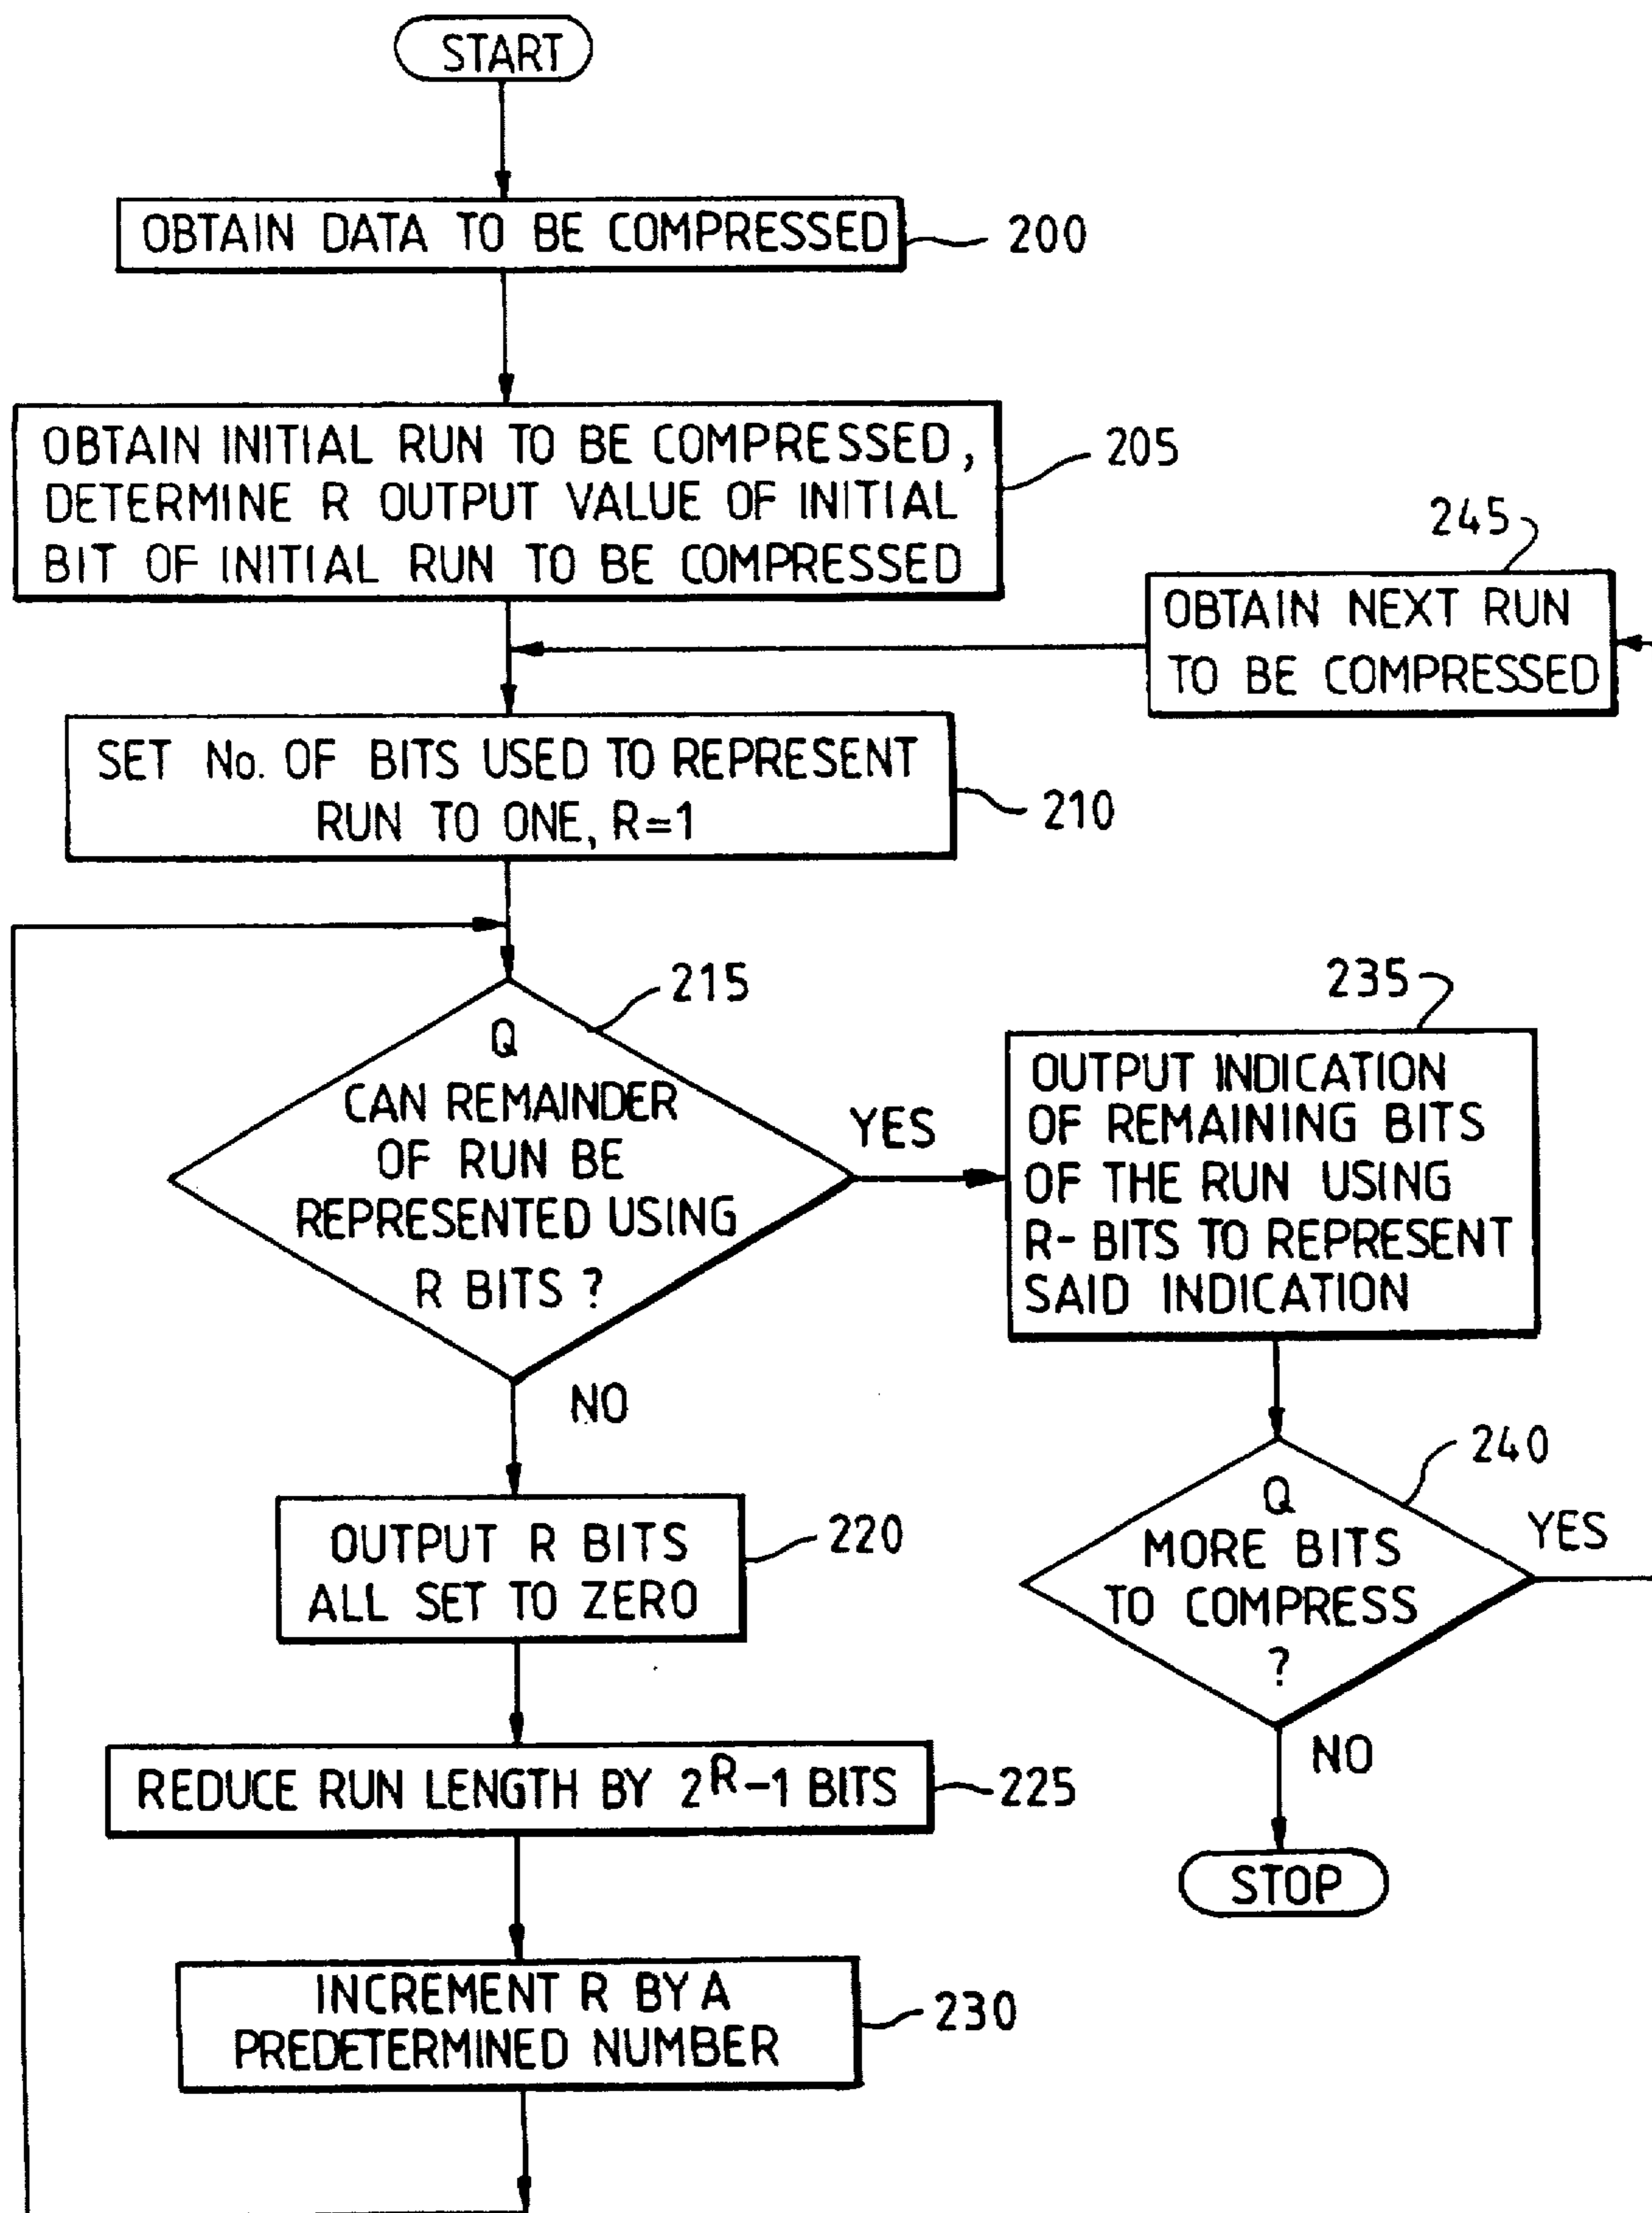 START
OBTAIN DATA TO BE COMPRESSED
200
OBTAIN INITIAL RUN TO BE COMPRESSED,
DETERMINE R OUTPUT VALUE OF INITIAL
BIT OF INITIAL RUN TO BE COMPRESSED
205
245
OBTAIN NEXT RUN
TO BE COMPRESSED
SET No. OF BITS USED TO REPRESENT
RUN TO ONE, R=1
210
215
Q
CAN REMAINDER
OF RUN BE
REPRESENTED USING
R BITS ?
YES
NO
235
OUTPUT INDICATION
OF REMAINING BITS
OF THE RUN USING
R- BITS TO REPRESENT
SAID INDICATION
240
Q
MORE BITS
TO COMPRESS
?
YES
NO
STOP
OUTPUT R BITS
ALL SET TO ZERO
220
REDUCE RUN LENGTH BY 2^R-1 BITS
225
INCREMENT R BY A
PREDETERMINED NUMBER
230